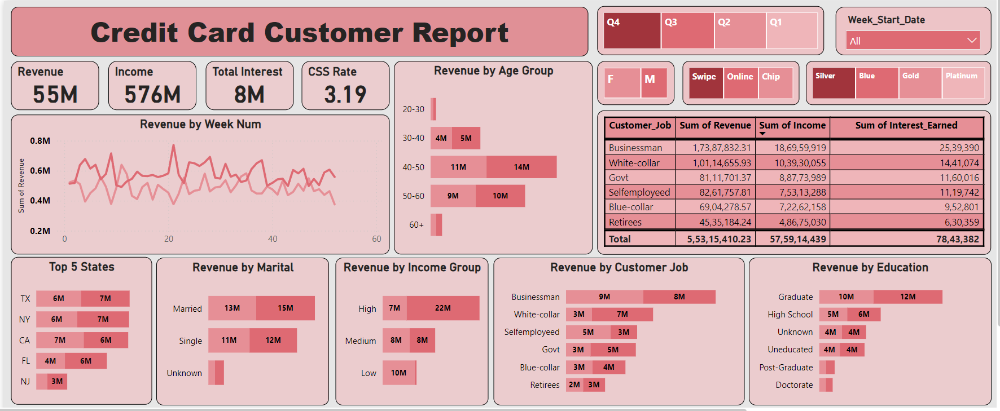 Credit Card Customer Report
Q4 Q3 Q2 Q1
Week_Start_Date
All
Revenue
55M
Income
576M
Total Interest
8M
CSS Rate
3.19
Revenue by Age Group
20-30
30-40 4M 5M
40-50 11M 14M
50-60 9M 10M
60+
F M
Swipe Online Chip
Silver Blue Gold Platinum
Revenue by Week Num
Sum of Revenue
0.8M
0.6M
0.4M
0.2M
0 20 40 60
Customer_Job Sum of Revenue Sum of Income Sum of Interest_Earned
Businessman 1,73,87,832.31 18,69,59,919 25,39,390
White-collar 1,01,14,655.93 10,39,30,055 14,41,074
Govt 81,11,701.37 8,87,73,989 11,60,016
Selfemployeed 82,61,757.81 7,53,13,288 11,19,742
Blue-collar 69,04,278.57 7,22,62,158 9,52,801
Retirees 45,35,184.24 4,86,75,030 6,30,359
Total 5,53,15,410.23 57,59,14,439 78,43,382
Top 5 States
TX 6M 7M
NY 6M 7M
CA 7M 6M
FL 4M 6M
NJ 3M
Revenue by Marital
Married 13M 15M
Single 11M 12M
Unknown
Revenue by Income Group
High 7M 22M
Medium 8M 8M
Low 10M
Revenue by Customer Job
Businessman 9M 8M
White-collar 3M 7M
Selfemployeed 5M 3M
Govt 3M 5M
Blue-collar 3M 4M
Retirees 2M 3M
Revenue by Education
Graduate 10M 12M
High School 5M 6M
Unknown 4M 4M
Uneducated 4M 4M
Post-Graduate
Doctorate